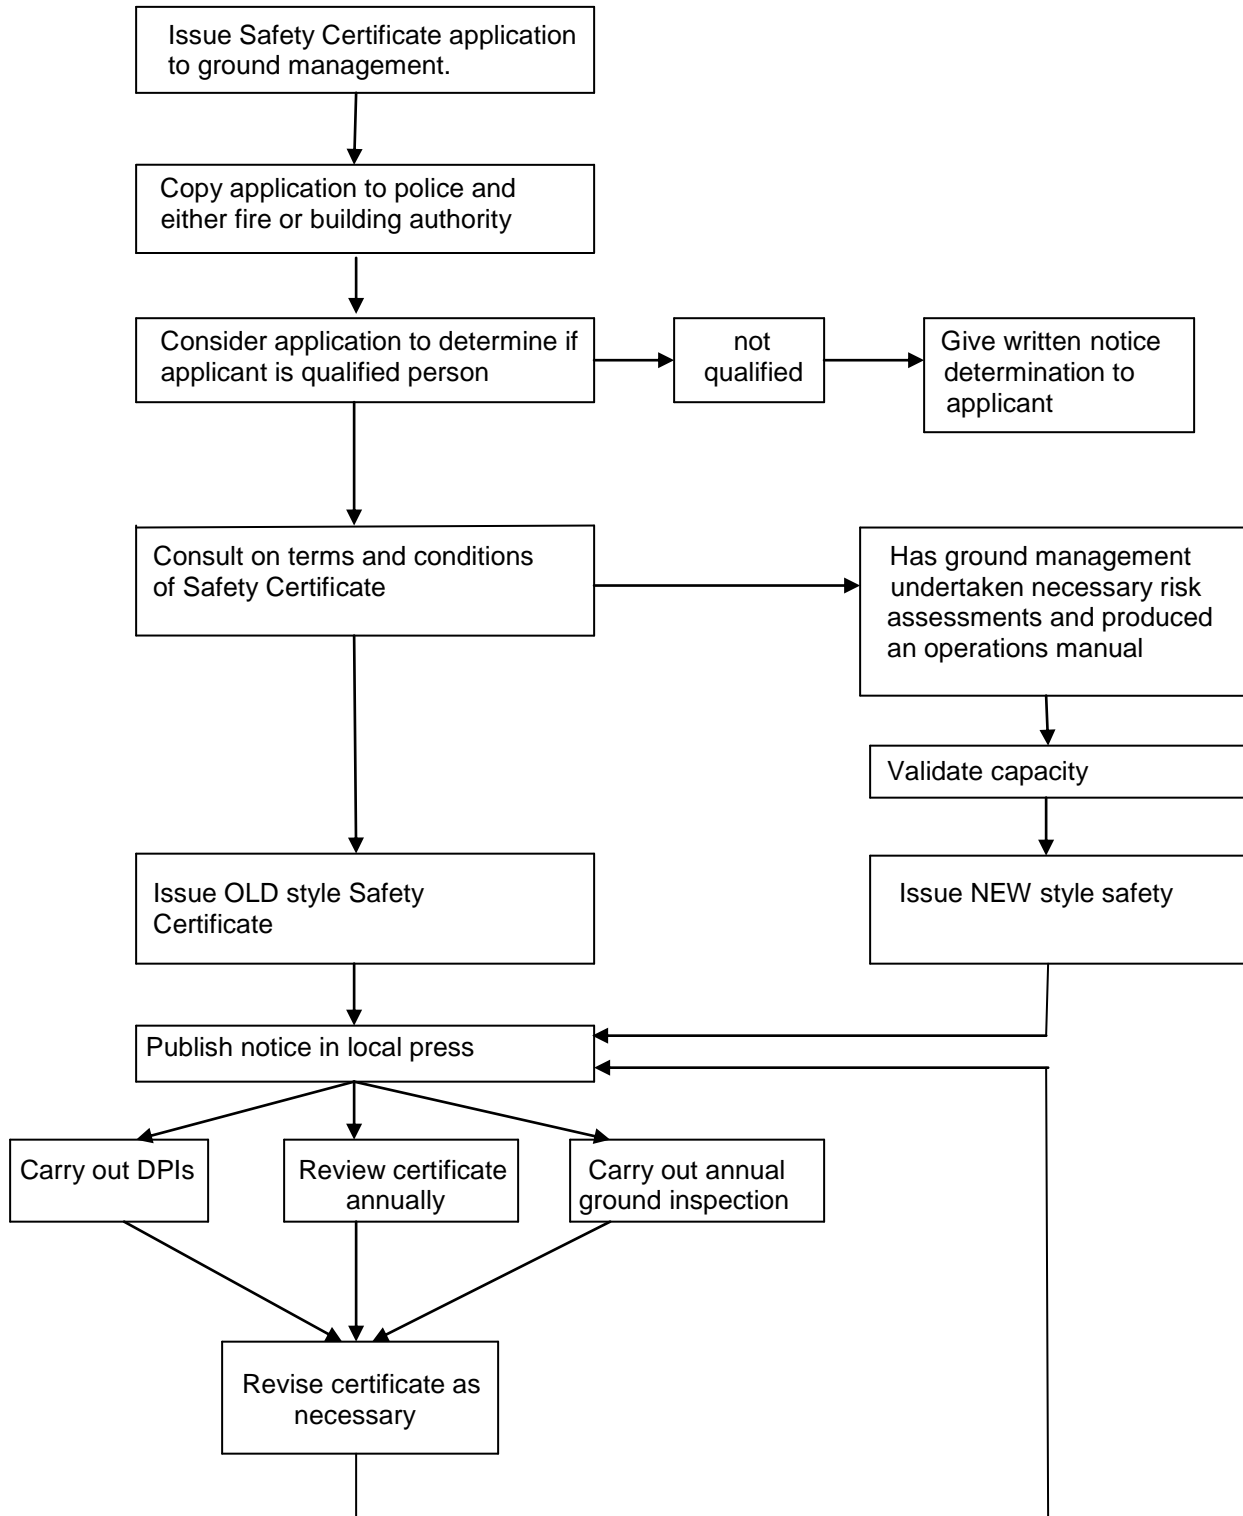 Issue Safety Certificate application
to ground management.
Copy application to police and
either fire or building authority
Consider application to determine if
applicant is qualified person
not
qualified
Give written notice
determination to
applicant
Consult on terms and conditions
of Safety Certificate
Has ground management
undertaken necessary risk
assessments and produced
an operations manual
Validate capacity
Issue OLD style Safety
Certificate
Issue NEW style safety
Publish notice in local press
Carry out DPIs
Review certificate
annually
Carry out annual
ground inspection
Revise certificate as
necessary